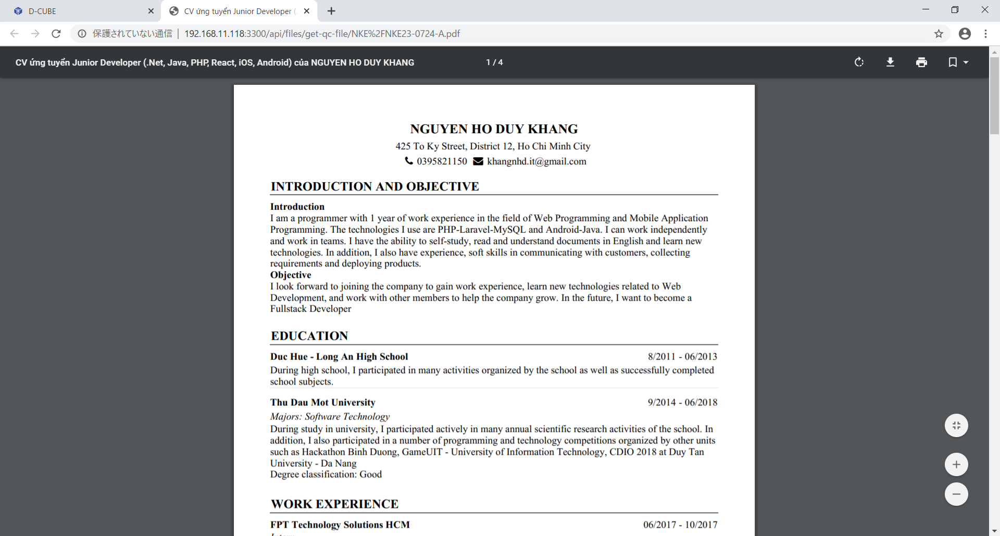 D-CUBE
CV ứng tuyển Junior Developer (
保護されていない通信 | 192.168.11.118:3300/api/files/get-qc-file/NKE%2FNKE23-0724-A.pdf
CV ứng tuyển Junior Developer (.Net, Java, PHP, React, iOS, Android) của NGUYEN HO DUY KHANG
1 / 4
NGUYEN HO DUY KHANG
425 To Ky Street, District 12, Ho Chi Minh City
0395821150 khangnhd.it@gmail.com
INTRODUCTION AND OBJECTIVE
Introduction
I am a programmer with 1 year of work experience in the field of Web Programming and Mobile Application
Programming. The technologies I use are PHP-Laravel-MySQL and Android-Java. I can work independently
and work in teams. I have the ability to self-study, read and understand documents in English and learn new
technologies. In addition, I also have experience, soft skills in communicating with customers, collecting
requirements and deploying products.
Objective
I look forward to joining the company to gain work experience, learn new technologies related to Web
Development, and work with other members to help the company grow. In the future, I want to become a
Fullstack Developer
EDUCATION
Duc Hue - Long An High School 8/2011 - 06/2013
During high school, I participated in many activities organized by the school as well as successfully completed
school subjects.
Thu Dau Mot University 9/2014 - 06/2018
Majors: Software Technology
During study in university, I participated actively in many annual scientific research activities of the school. In
addition, I also participated in a number of programming and technology competitions organized by other units
such as Hackathon Binh Duong, GameUIT - University of Information Technology, CDIO 2018 at Duy Tan
University - Da Nang
Degree classification: Good
WORK EXPERIENCE
FPT Technology Solutions HCM 06/2017 - 10/2017